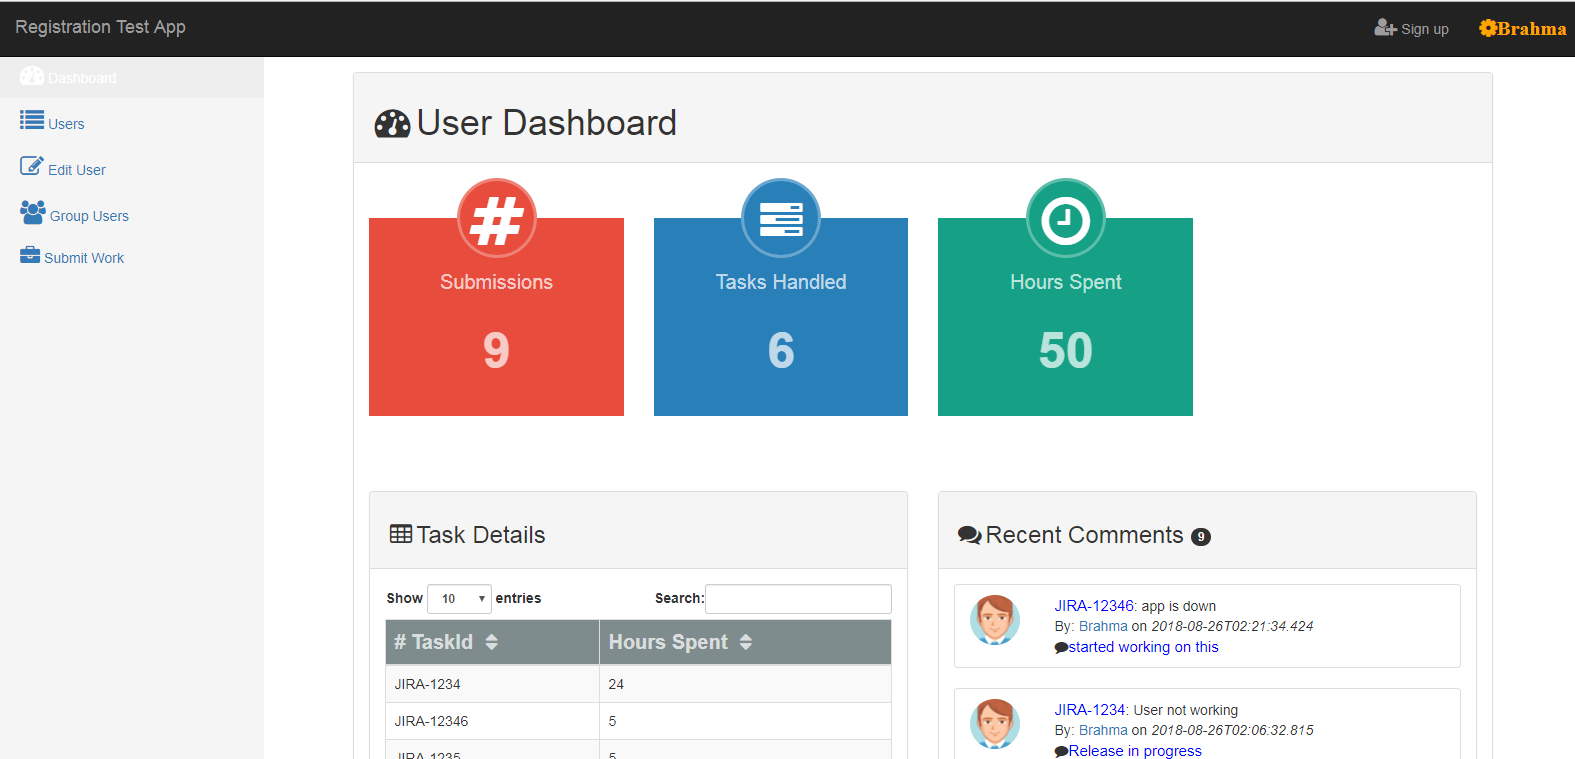 Registration Test App
Sign up
Brahma
Dashboard
Users
Edit User
Group Users
Submit Work
User Dashboard
Submissions
9
Tasks Handled
6
Hours Spent
50
Task Details
Show 10 entries
Search:
# TaskId Hours Spent
JIRA-1234 24
JIRA-12346 5
JIRA-1235 5
Recent Comments 9
JIRA-12346: app is down
By: Brahma on 2018-08-26T02:21:34.424
started working on this
JIRA-1234: User not working
By: Brahma on 2018-08-26T02:06:32.815
Release in progress